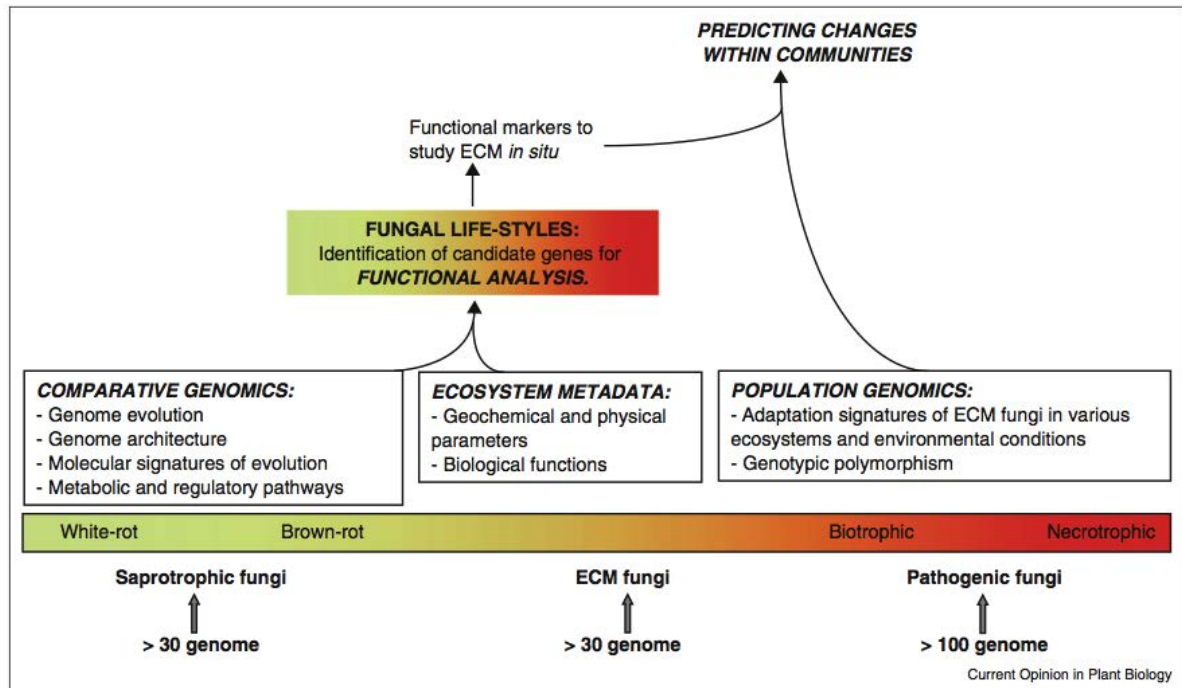 PREDICTING CHANGES
WITHIN COMMUNITIES
Functional markers to
study ECM in situ
FUNGAL LIFE-STYLES:
Identification of candidate genes for
FUNCTIONAL ANALYSIS.
COMPARATIVE GENOMICS:
- Genome evolution
- Genome architecture
- Molecular signatures of evolution
- Metabolic and regulatory pathways
ECOSYSTEM METADATA:
- Geochemical and physical
parameters
- Biological functions
POPULATION GENOMICS:
- Adaptation signatures of ECM fungi in various
ecosystems and environmental conditions
- Genotypic polymorphism
White-rot
Brown-rot
Biotrophic
Necrotrophic
Saprotrophic fungi
ECM fungi
Pathogenic fungi
> 30 genome
> 30 genome
> 100 genome
Current Opinion in Plant Biology